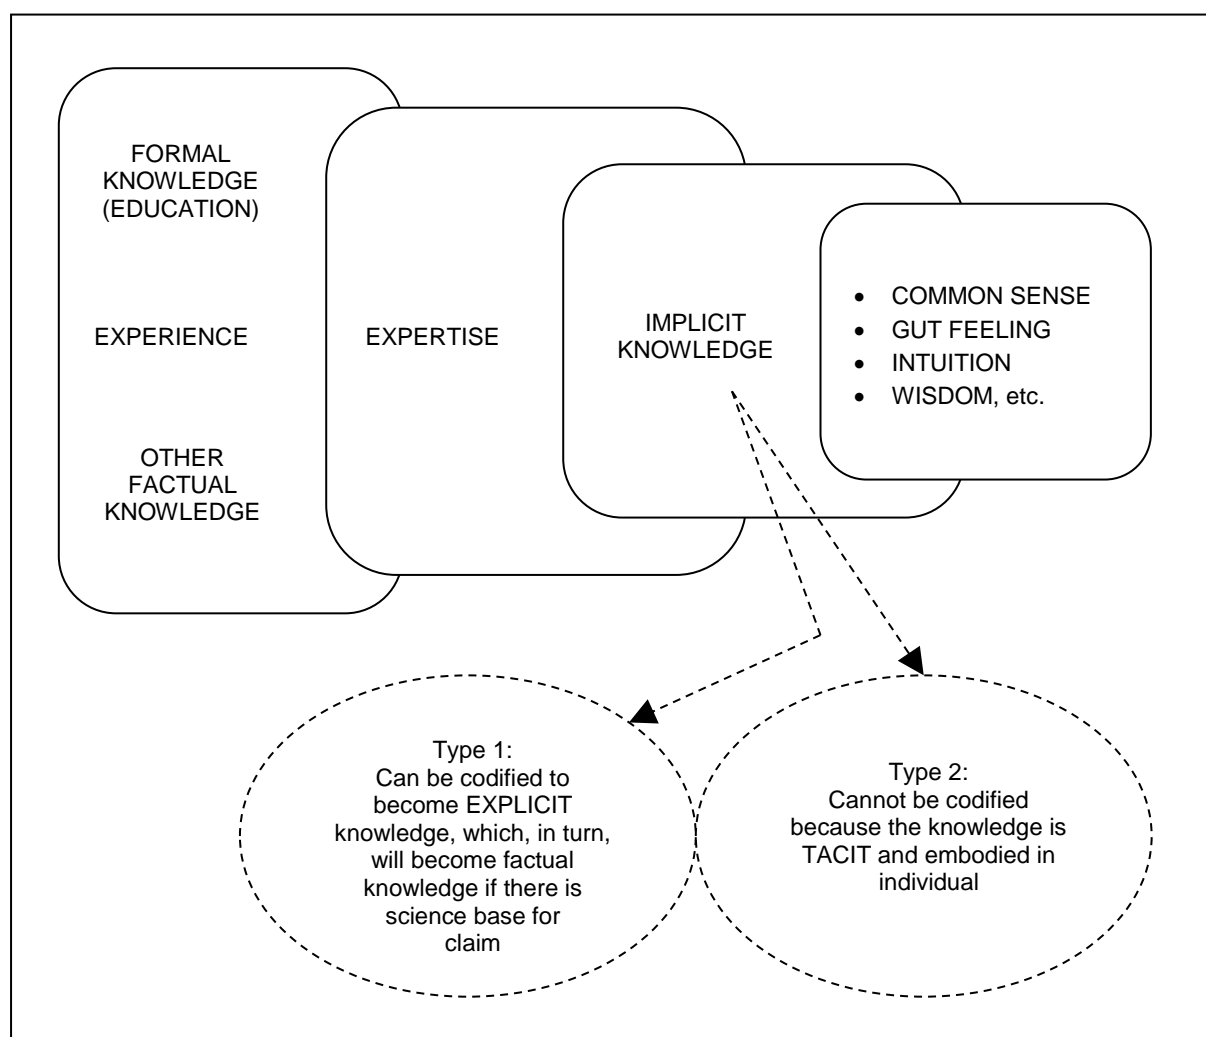 FORMAL
KNOWLEDGE
(EDUCATION)
EXPERIENCE
OTHER
FACTUAL
KNOWLEDGE
EXPERTISE
IMPLICIT
KNOWLEDGE
• COMMON SENSE
• GUT FEELING
• INTUITION
• WISDOM, etc.
Type 1:
Can be codified to
become EXPLICIT
knowledge, which, in turn,
will become factual
knowledge if there is
science base for
claim
Type 2:
Cannot be codified
because the knowledge is
TACIT and embodied in
individual